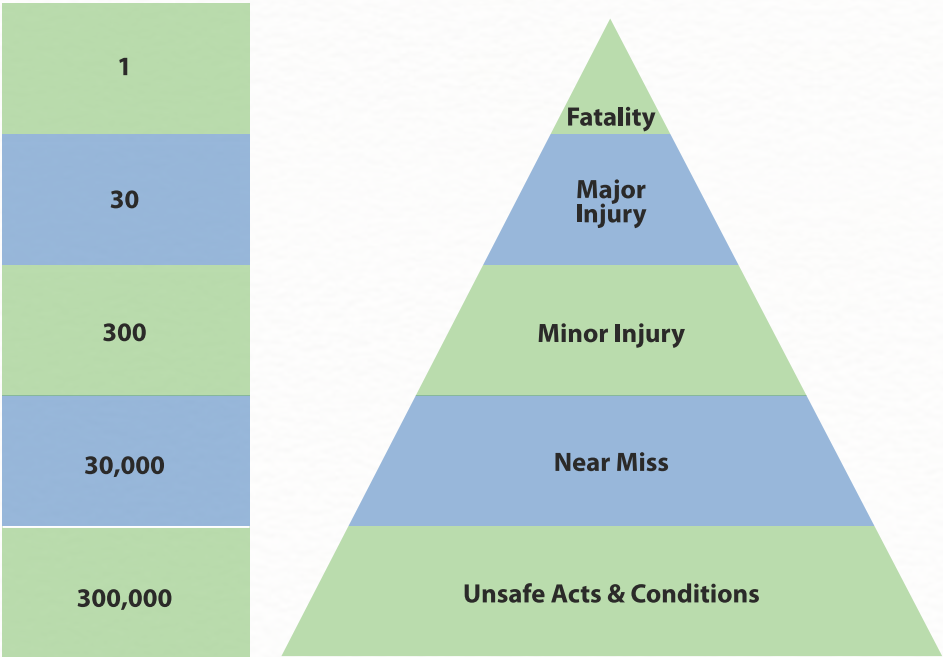 1
Fatality
30
Major
Injury
300
Minor Injury
30,000
Near Miss
300,000
Unsafe Acts & Conditions